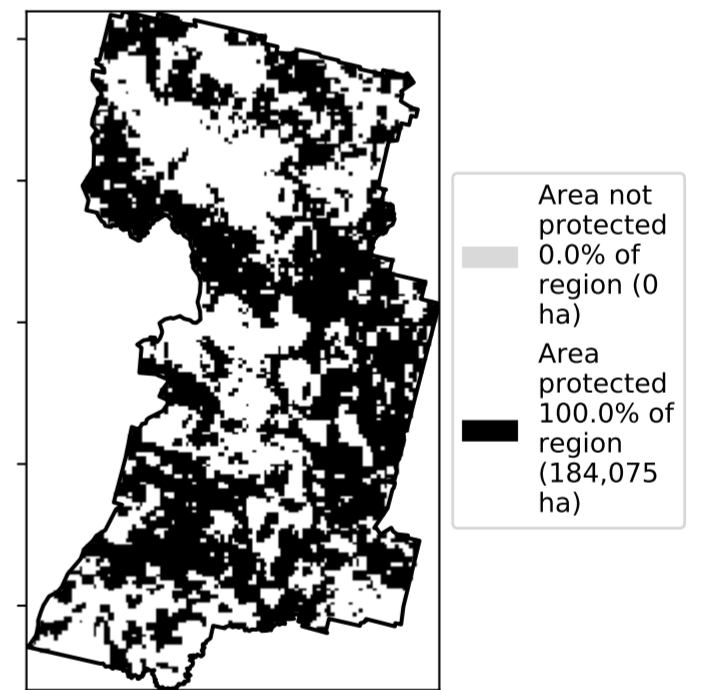 Area not
protected
0.0% of
region (0
ha)
Area
protected
100.0% of
region
(184,075
ha)